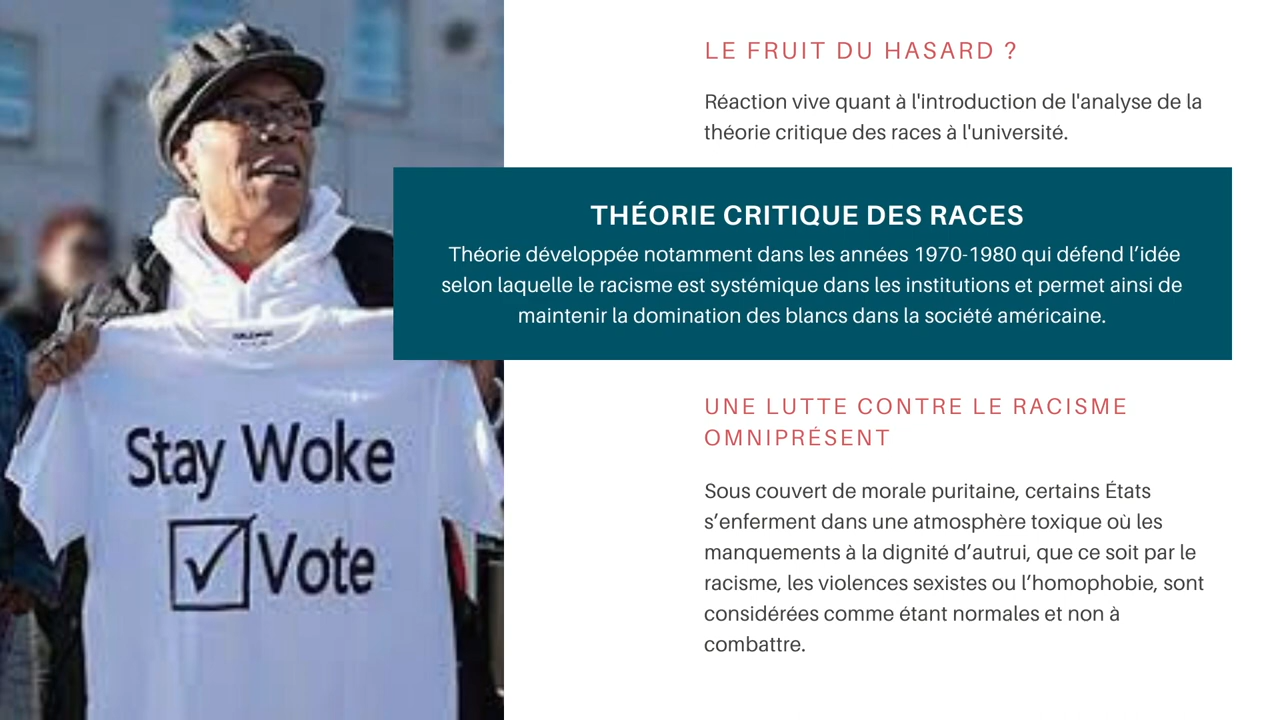 LE FRUIT DU HASARD ?
Réaction vive quant à l'introduction de l'analyse de la
théorie critique des races à l'université.
THÉORIE CRITIQUE DES RACES
Théorie développée notamment dans les années 1970-1980 qui défend l’idée
selon laquelle le racisme est systémique dans les institutions et permet ainsi de
maintenir la domination des blancs dans la société américaine.
Stay Woke
Vote
UNE LUTTE CONTRE LE RACISME
OMNIPRÉSENT
Sous couvert de morale puritaine, certains États
s’enferment dans une atmosphère toxique où les
manquements à la dignité d’autrui, que ce soit par le
racisme, les violences sexistes ou l’homophobie, sont
considérées comme étant normales et non à
combattre.